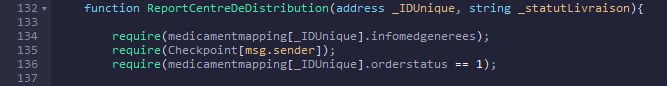 132 ▾ function ReportCentreDeDistribution(address _IDUnique, string _statutLivraison){
133
134 require(medicamentmapping[_IDUnique].infomedgenerees);
135 require(Checkpoint[msg.sender]);
136 require(medicamentmapping[_IDUnique].orderstatus == 1);
137